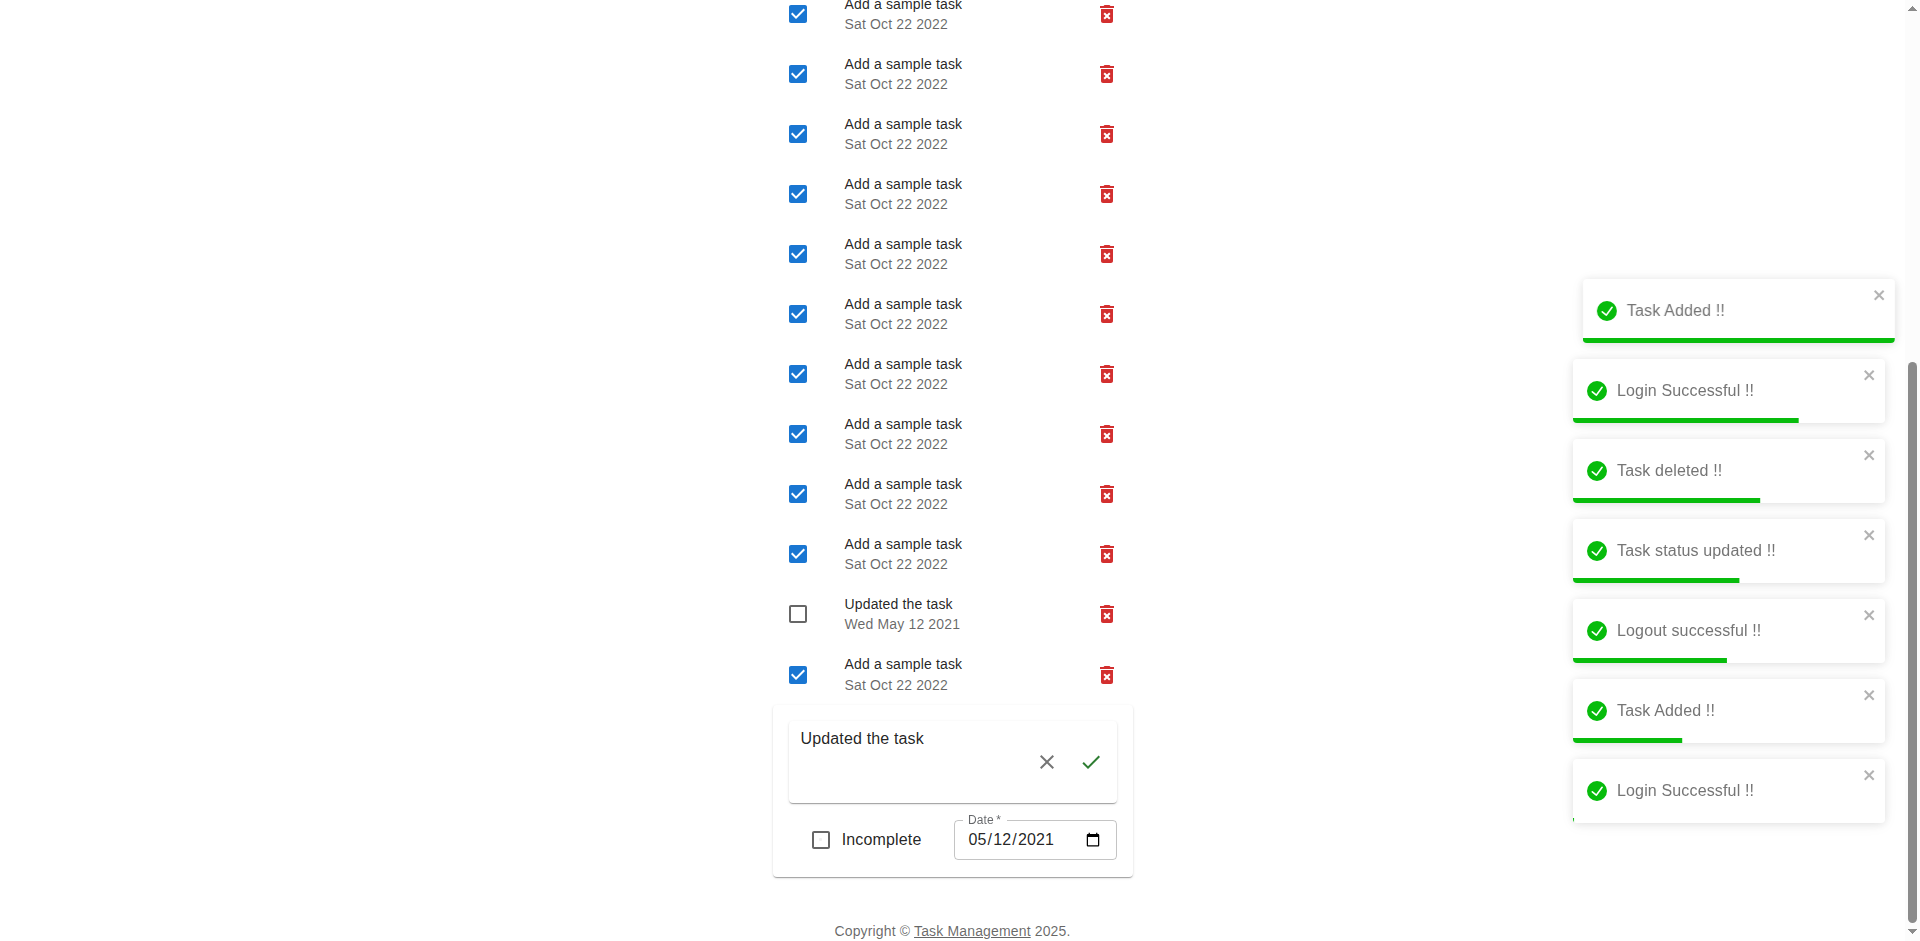 Add a sample task
Sat Oct 22 2022
Add a sample task
Sat Oct 22 2022
Add a sample task
Sat Oct 22 2022
Add a sample task
Sat Oct 22 2022
Add a sample task
Sat Oct 22 2022
Add a sample task
Sat Oct 22 2022
Add a sample task
Sat Oct 22 2022
Add a sample task
Sat Oct 22 2022
Add a sample task
Sat Oct 22 2022
Add a sample task
Sat Oct 22 2022
Updated the task
Wed May 12 2021
Add a sample task
Sat Oct 22 2022
Updated the task
Date *
Incomplete
05/12/2021
Copyright © Task Management 2025.
Task Added !!
Login Successful !!
Task deleted !!
Task status updated !!
Logout successful !!
Task Added !!
Login Successful !!